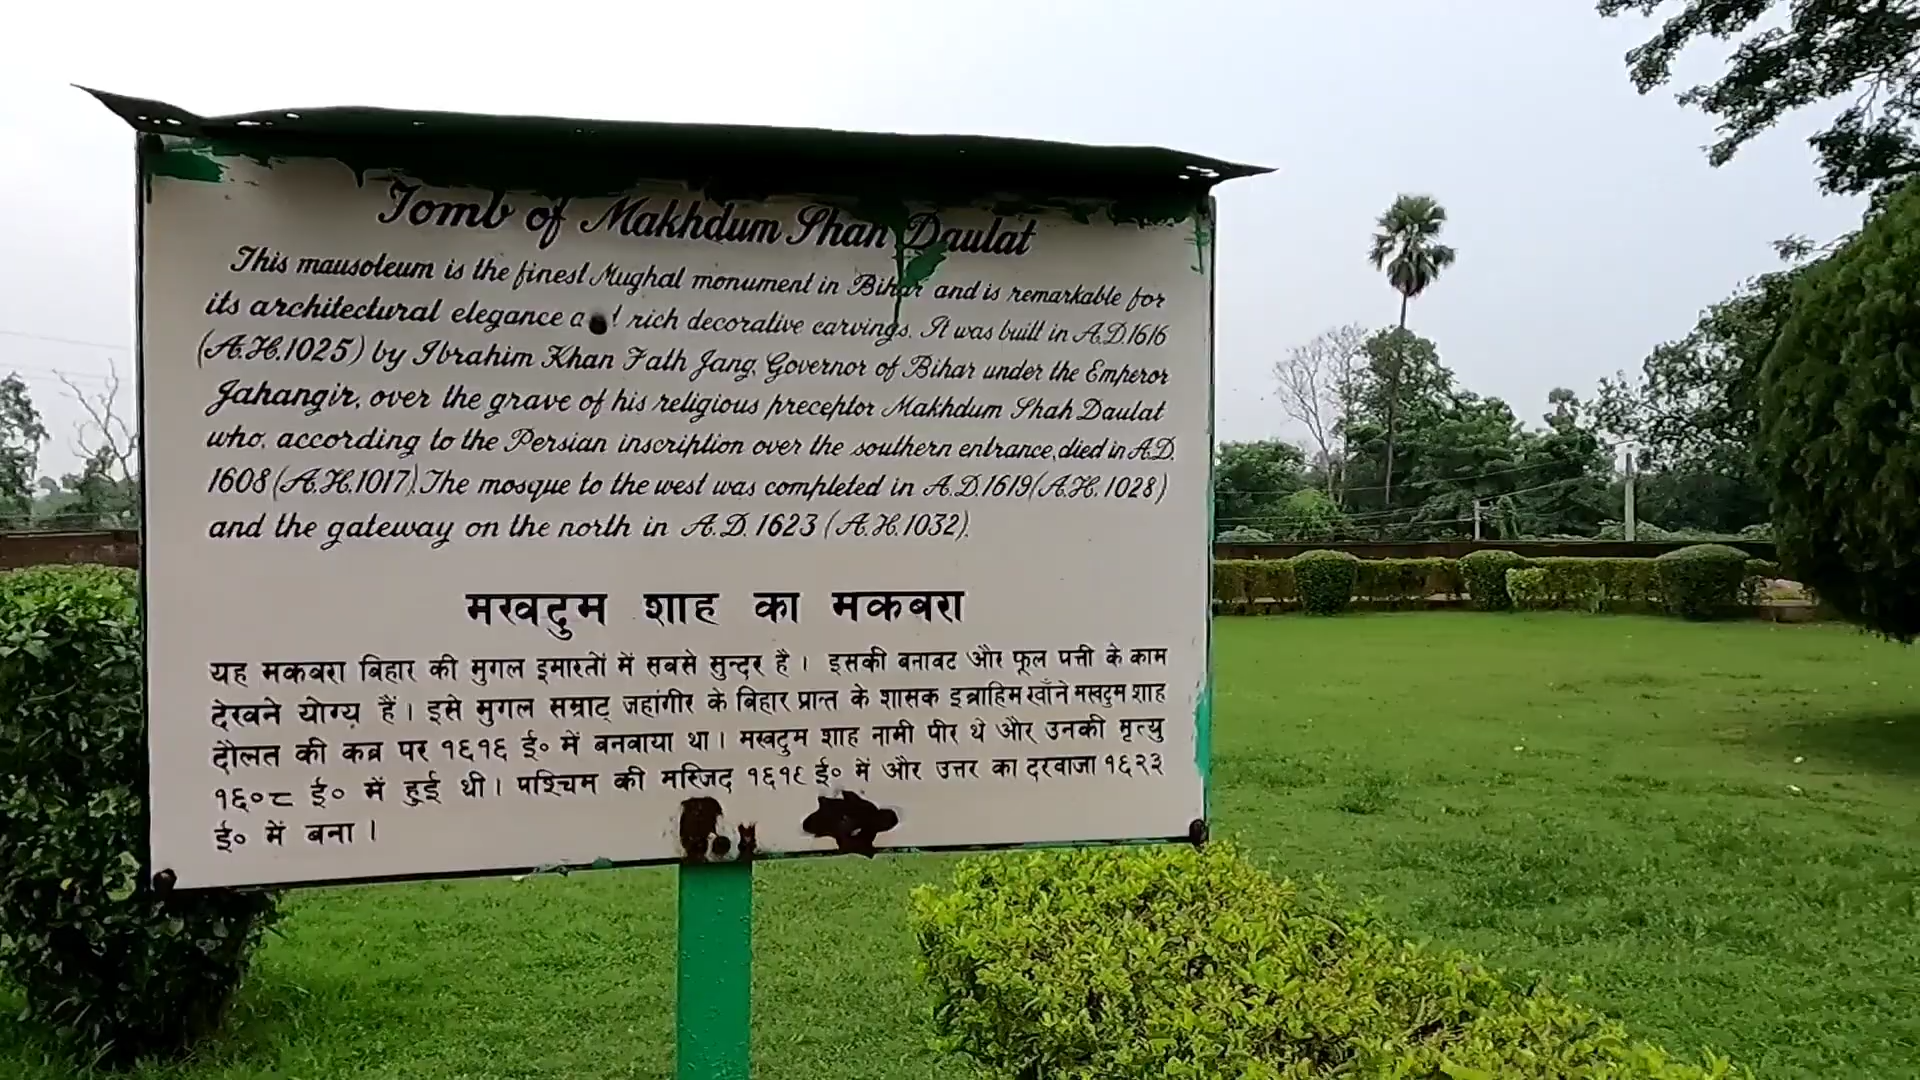 Tomb of Makhdum Shah Daulat
This mausoleum is the finest Mughal monument in Bihar and is remarkable for
its architectural elegance and rich decorative carvings. It was built in A.D.1616
(A.H.1025) by Ibrahim Khan Fath Jang, Governor of Bihar under the Emperor
Jahangir, over the grave of his religious preceptor Makhdum Shah Daulat
who, according to the Persian inscription over the southern entrance, died in A.D.
1608 (A.H.1017). The mosque to the west was completed in A.D.1619 (A.H. 1028)
and the gateway on the north in A.D. 1623 (A.H.1032).
मखदुम शाह का मकबरा
यह मकबरा बिहार की मुगल इमारतों में सबसे सुन्दर है । इसकी बनावट और फूल पत्ती के काम
देखने योग्य हैं । इसे मुगल सम्राट् जहांगीर के बिहार प्रान्त के शासक इब्राहिम खाँ ने मखदुम शाह
दौलत की कब्र पर १६१६ ई० में बनवाया था । मखदुम शाह नामी पीर थे और उनकी मृत्यु
१६०८ ई० में हुई थी । पश्चिम की मस्जिद १६१९ ई० में और उत्तर का दरवाजा १६२३
ई० में बना ।